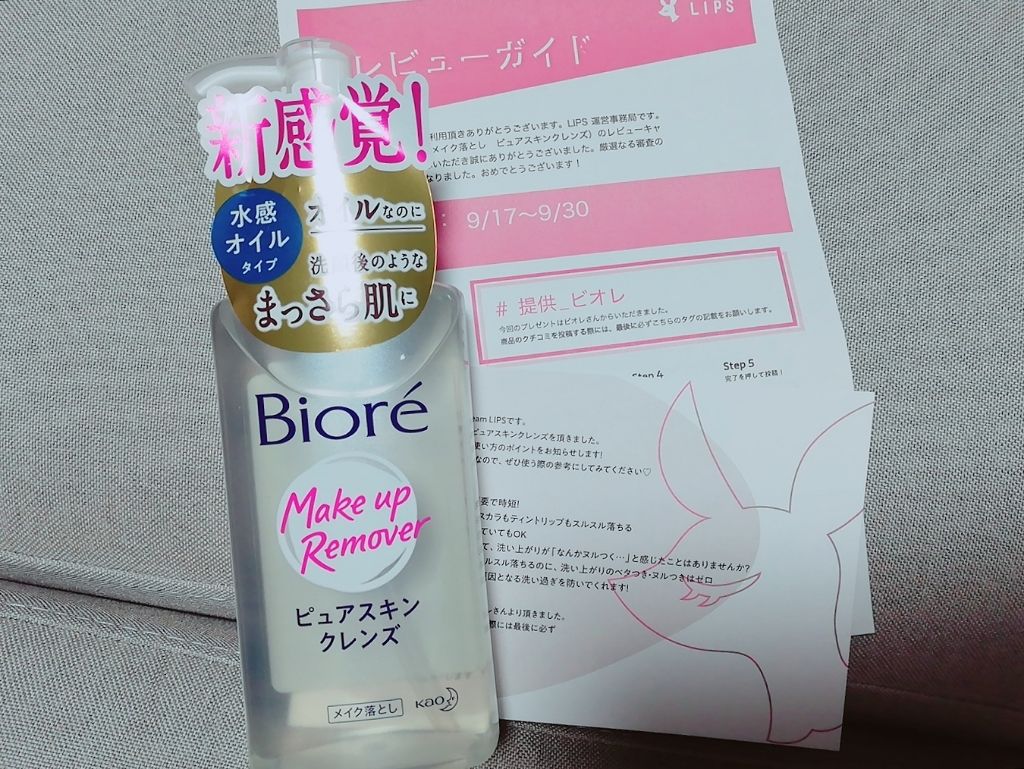 LIPS
レビューガイド
利用頂きありがとうございます。LIPS 運営事務局です。
メイク落とし ピュアスキンクレンズ）のレビューキャ
いただき誠にありがとうございました。厳選なる審査の
なりました。おめでとうございます！
: 9/17〜9/30
# 提供_ビオレ
今回のプレゼントはビオレさんからいただきました。
商品のクチコミを投稿する際には、最後に必ずこちらのタグの記載をお願いします。
Step 4
Step 5
完了を押して投稿！
eam LIPSです。
ピュアスキンクレンズを頂きました。
使い方のポイントをお知らせします!
なので、ぜひ使う際の参考にしてみてください♡
要で時短!
スカラもティントリップもスルスル落ちる
ていてもOK
て、洗い上がりが「なんかヌルつく…」と感じたことはありませんか?
ルスル落ちるのに、洗い上がりのベタつき・ヌルつきはゼロ
因となる洗い過ぎを防いでくれます!
さんより頂きました。
際には最後に必ず
新感覚!
水感
オイル
タイプ
オイルなのに
洗顔後のような
まっさら肌に
Bioré
Make up
Remover
ピュアスキン
クレンズ
メイク落とし
Kao